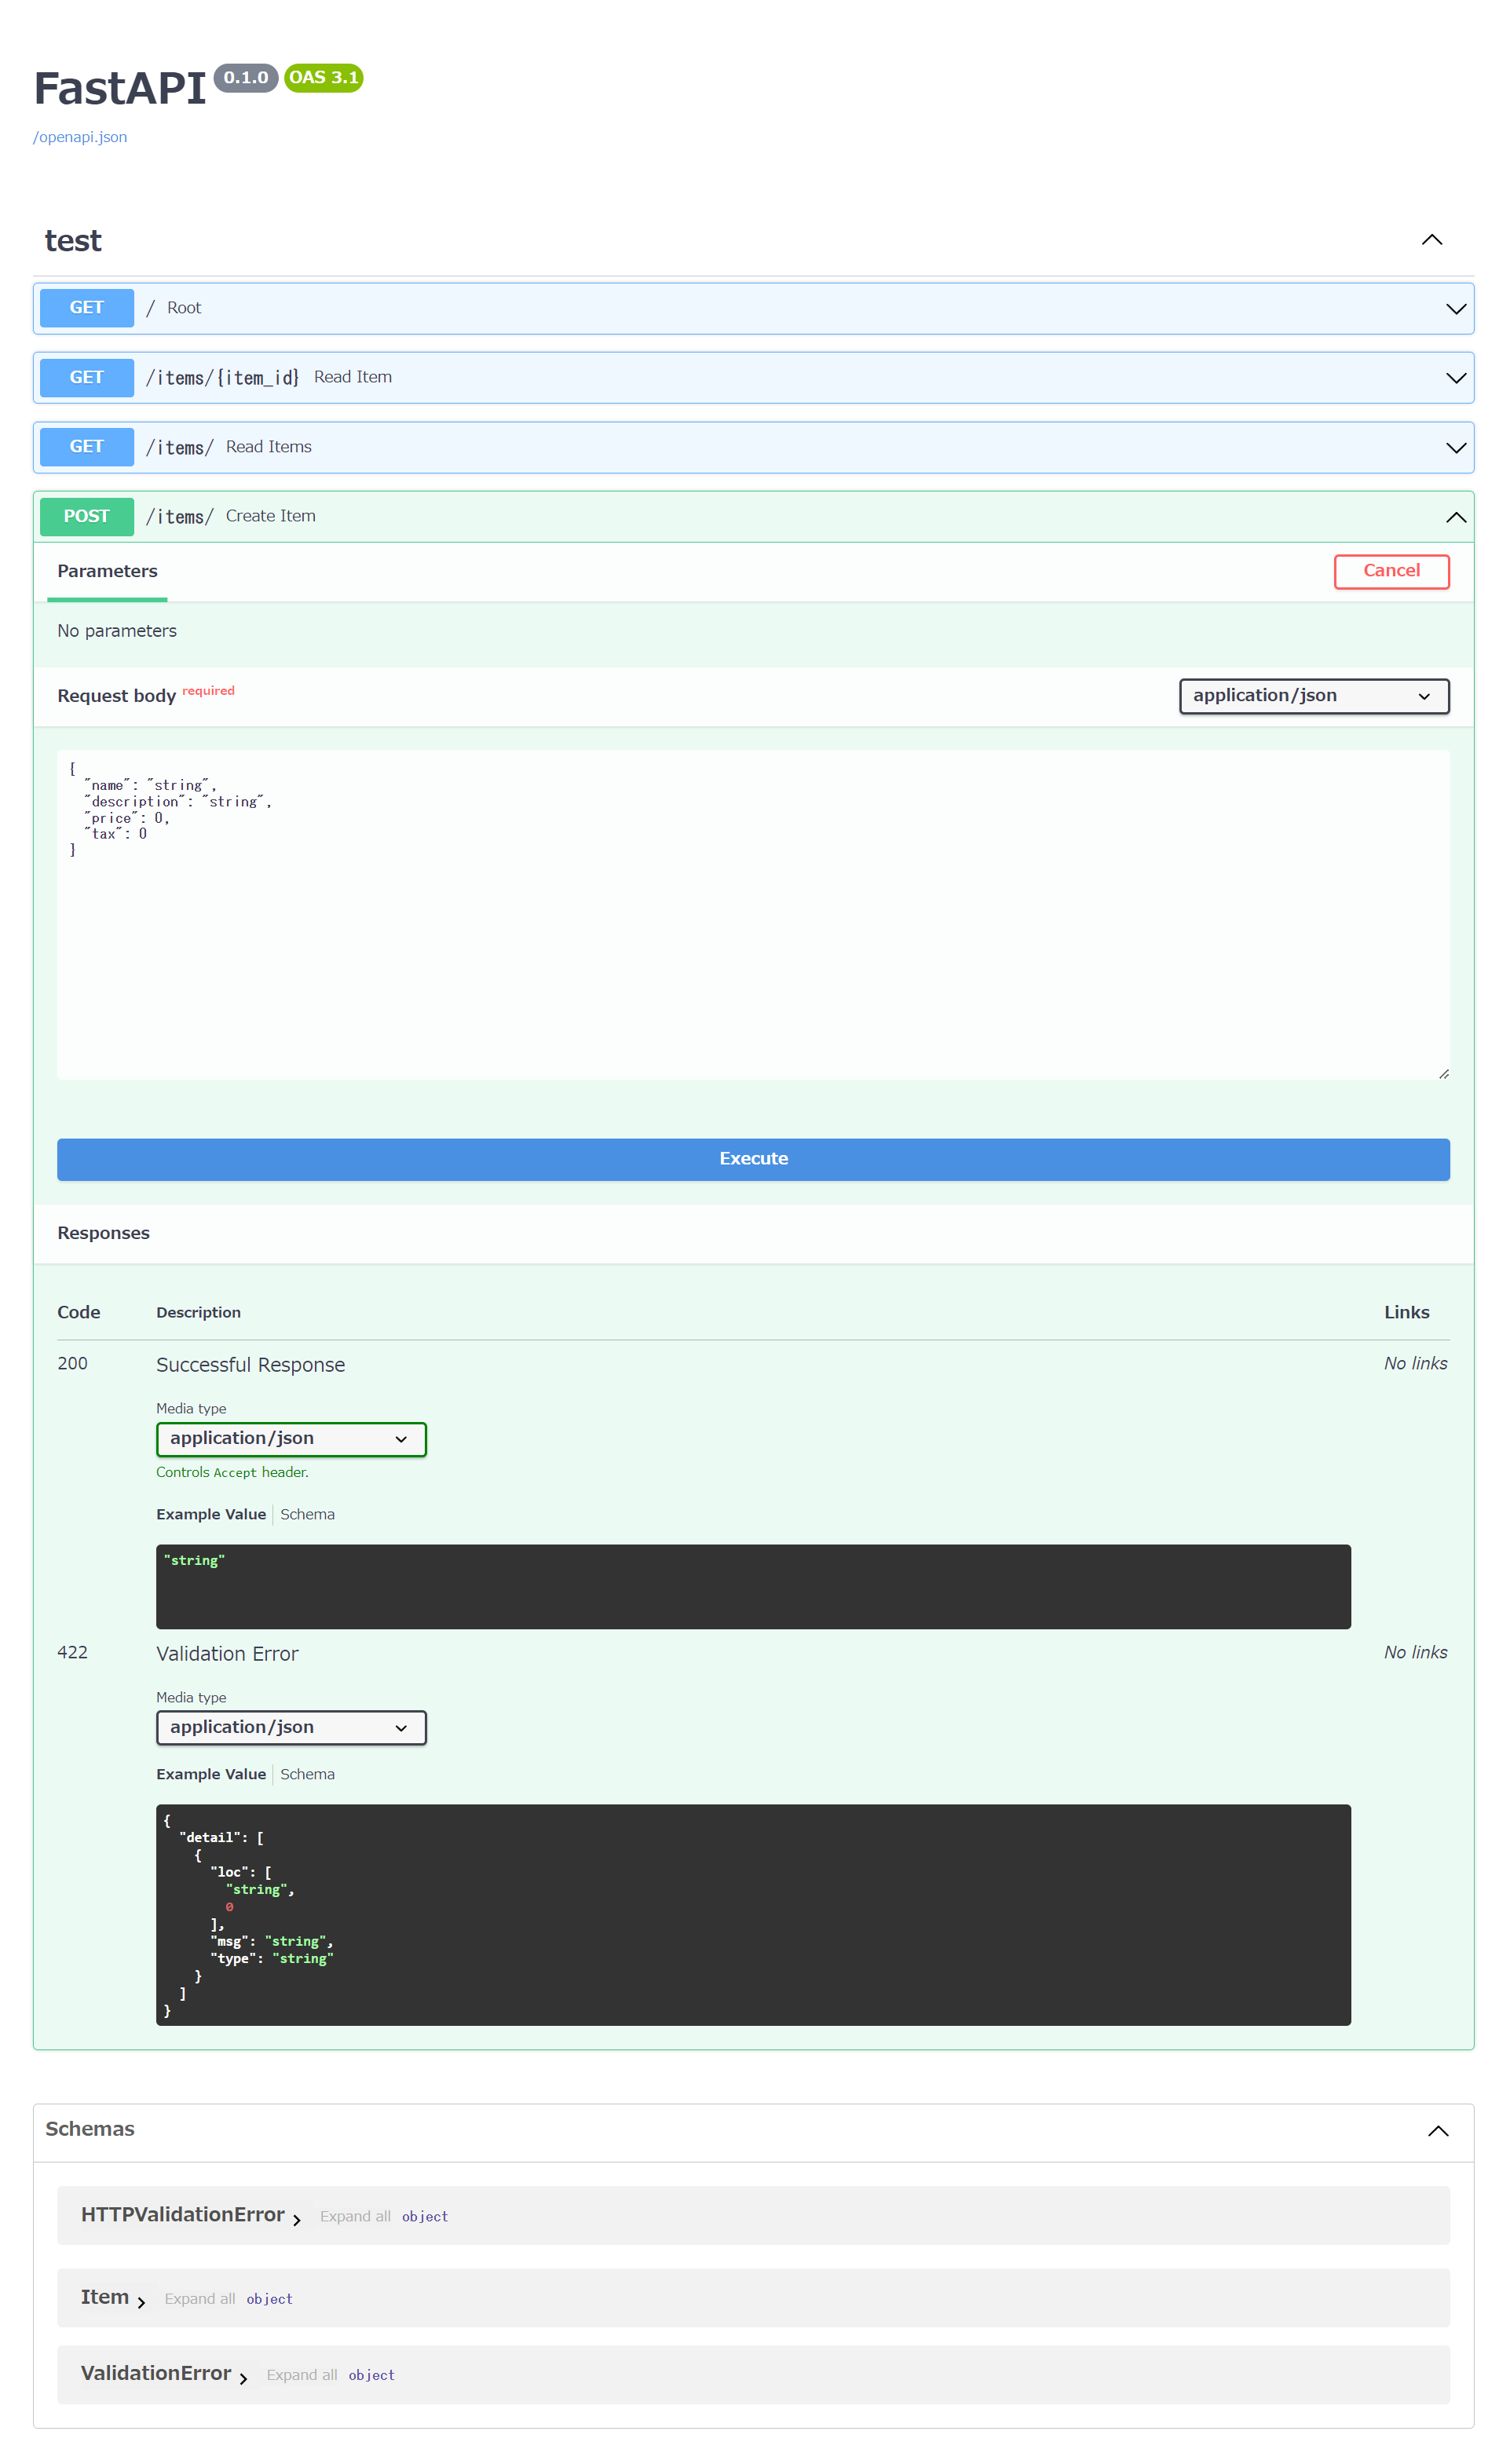 FastAPI 0.1.0 OAS 3.1
/openapi.json
test
GET / Root
GET /items/{item_id} Read Item
GET /items/ Read Items
POST /items/ Create Item
Parameters Cancel
No parameters
Request body required application/json
{
  "name": "string",
  "description": "string",
  "price": 0,
  "tax": 0
}
Execute
Responses
Code Description Links
200 Successful Response No links
Media type
application/json
Controls Accept header.
Example Value Schema
"string"
422 Validation Error No links
Media type
application/json
Example Value Schema
{
  "detail": [
    {
      "loc": [
        "string",
        0
      ],
      "msg": "string",
      "type": "string"
    }
  ]
}
Schemas
HTTPValidationError Expand all object
Item Expand all object
ValidationError Expand all object